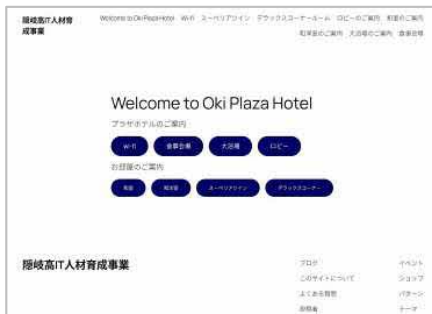 隠岐高IT人材育
成事業
Welcome to Oki Plaza Hotel Wi-Fi スーペリアツイン デラックスコーナールーム ロビーのご案内 和室のご案内
和洋室のご案内 大浴場のご案内 食事会場
Welcome to Oki Plaza Hotel
プラザホテルのご案内
wi-fi 食事会場 大浴場 ロビー
お部屋のご案内
和室 和洋室 スーペリアツイン デラックスコーナー
隠岐高IT人材育成事業
ブログ イベント
このサイトについて ショップ
よくある質問 パターン
投稿者 テーマ